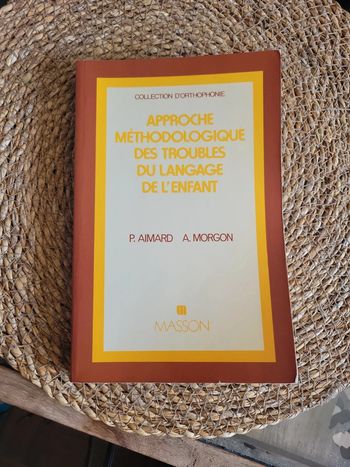 COLLECTION D'ORTHOPHONIE
APPROCHE
MÉTHODOLOGIQUE
DES TROUBLES
DU LANGAGE
DE L'ENFANT
P. AIMARD A. MORGON
m
MASSON